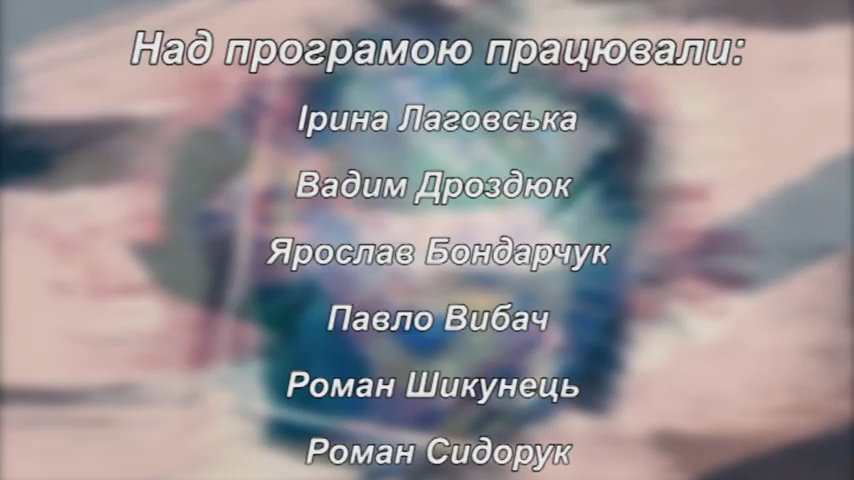 Над програмою працювали:
Ірина Лаговська
Вадим Дроздюк
Ярослав Бондарчук
Павло Вибач
Роман Шикунець
Роман Сидорук